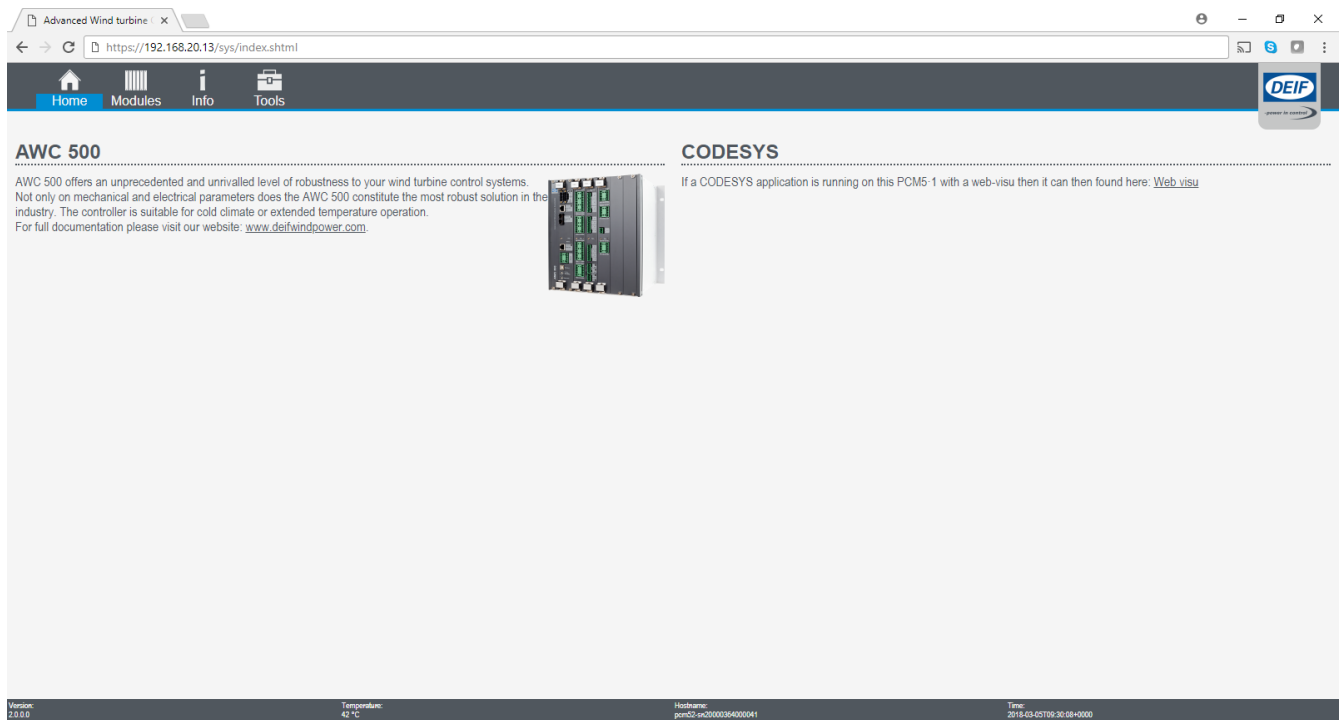 Advanced Wind turbine
https://192.168.20.13/sys/index.shtml
Home Modules Info Tools
DEIF
power in control
AWC 500
AWC 500 offers an unprecedented and unrivalled level of robustness to your wind turbine control systems.
Not only on mechanical and electrical parameters does the AWC 500 constitute the most robust solution in the
industry. The controller is suitable for cold climate or extended temperature operation.
For full documentation please visit our website: www.deifwindpower.com.
CODESYS
If a CODESYS application is running on this PCM5-1 with a web-visu then it can then found here: Web visu
Version: Temperature: Hostname: Time:
2.0.0.0 42 °C pcm52-sn20000364000041 2018-03-05T09:30:08+0000